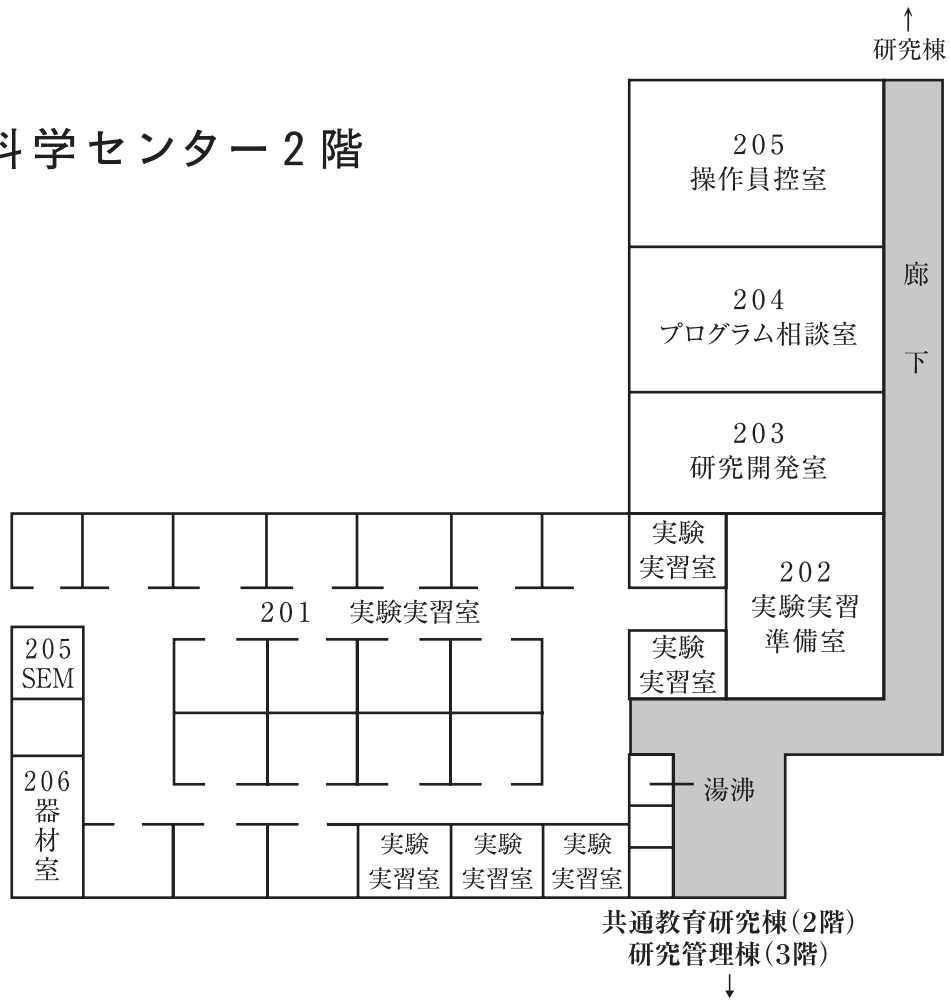 ↑
研究棟
科学センター2階
205
操作員控室
204
プログラム相談室
廊下
203
研究開発室
実験
実習室
202
実験実習
準備室
201 実験実習室
205
SEM
実験
実習室
206
器材室
湯沸
実験
実習室
実験
実習室
実験
実習室
共通教育研究棟(2階)
研究管理棟(3階)
↓